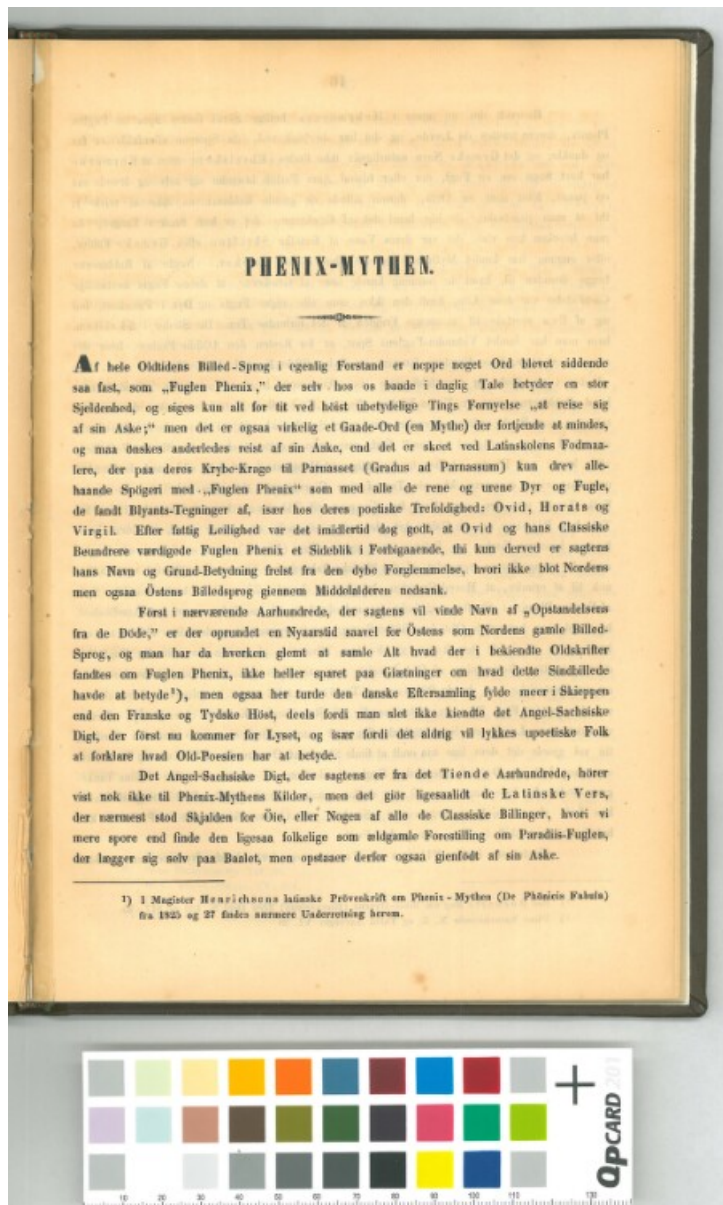 PHENIX-MYTHEN.
Af hele Oldtidens Billed-Sprog i egenlig Forstand er neppe noget Ord blevet siddende
saa fast, som „Fuglen Phenix,“ der selv hos os baade i daglig Tale betyder en stor
Sjeldenhed, og siges kun alt for tit ved höist ubetydelige Tings Fornyelse „at reise sig
af sin Aske;“ men det er ogsaa virkelig et Gaade-Ord (en Mythe) der fortjende at mindes,
og maa önskes anderledes reist af sin Aske, end det er skeet ved Latinskolens Fodmaa-
lere, der paa deres Krybe-Krage til Parnasset (Gradus ad Parnassum) kun drev alle-
haande Spögeri med „Fuglen Phenix“ som med alle de rene og urene Dyr og Fugle,
de fandt Blyants-Tegninger af, især hos deres poetiske Trefoldighed: Ovid, Horats og
Virgil. Efter fattig Leilighed var det imidlertid dog godt, at Ovid og hans Classiske
Beundrere værdigede Fuglen Phenix et Sideblik i Forbigaaende, thi kun derved er sagtens
hans Navn og Grund-Betydning frelst fra den dybe Forglemmelse, hvori ikke blot Nordens
men ogsaa Östens Billedsprog giennem Middelalderen nedsank.
Först i nærværende Aarhundrede, der sagtens vil vinde Navn af „Opstandelsens
fra de Döde,“ er der oprundet en Nyaarstid saavel for Östens som Nordens gamle Billed-
Sprog, og man har da hverken glemt at samle Alt hvad der i bekiendte Oldskrifter
fandtes om Fuglen Phenix, ikke heller sparet paa Giætninger om hvad dette Sindbillede
havde at betyde¹), men ogsaa her turde den danske Eftersamling fylde meer i Skieppen
end den Franske og Tydske Höst, deels fordi man slet ikke kiendte det Angel-Sachsiske
Digt, der först nu kommer for Lyset, og især fordi det aldrig vil lykkes upoetiske Folk
at forklare hvad Old-Poesien har at betyde.
Det Angel-Sachsiske Digt, der sagtens er fra det Tiende Aarhundrede, hörer
vist nok ikke til Phenix-Mythens Kilder, men det giör ligesaalidt de Latinske Vers,
der nærmest stod Skjalden for Öie, eller Nogen af alle de Classiske Billinger, hvori vi
mere spore end finde den ligesaa folkelige som ældgamle Forestilling om Paradiis-Fuglen,
der lægger sig selv paa Baalet, men opstaaer derfor ogsaa gienfödt af sin Aske.
¹) I Magister Henrichsens latinske Pröveskrift om Phenix-Mythen (De Phönicis Fabula)
fra 1825 og 27 findes nærmere Underretning herom.
QPCARD 201
10 20 30 40 50 60 70 80 90 100 110 130